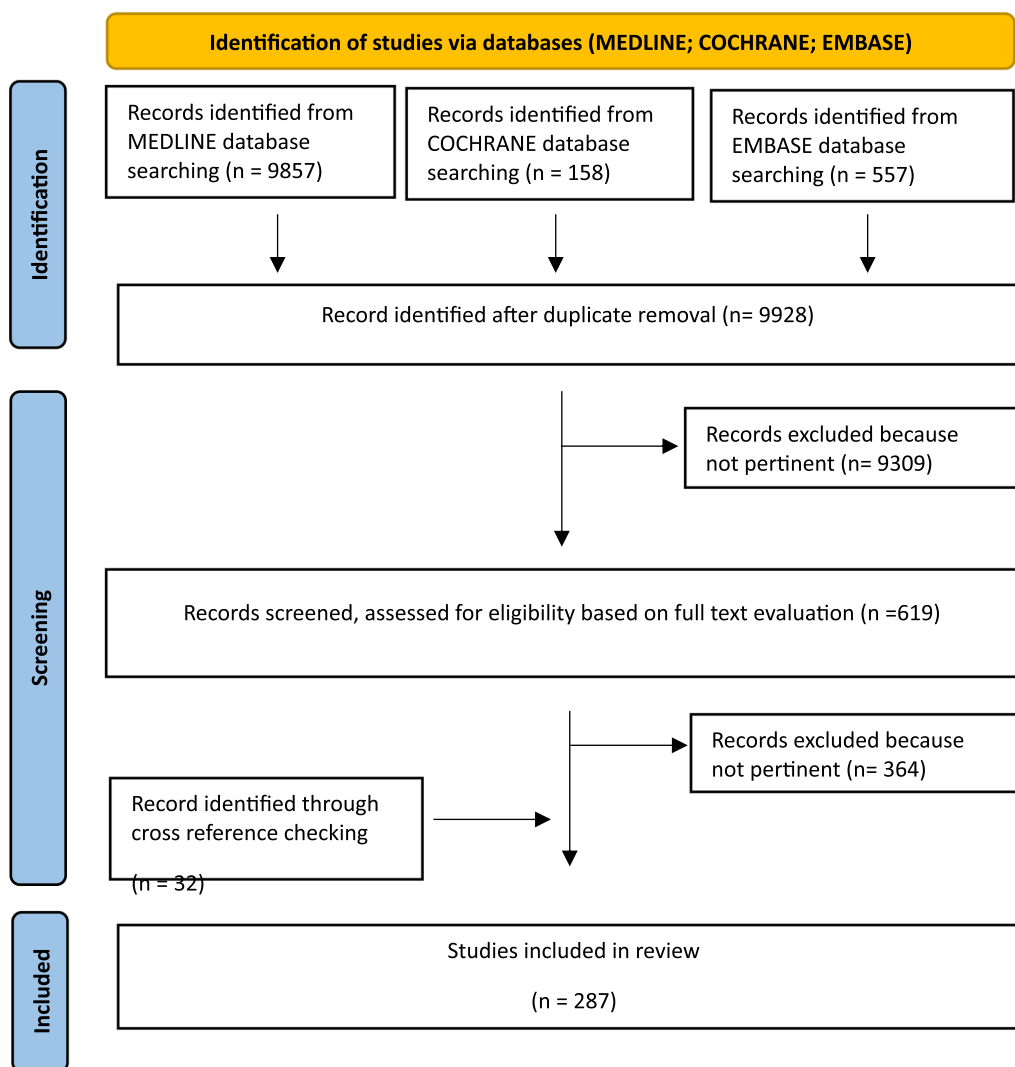 Identification of studies via databases (MEDLINE; COCHRANE; EMBASE)
Identification
Records identified from
MEDLINE database
searching (n = 9857)
Records identified from
COCHRANE database
searching (n = 158)
Records identified from
EMBASE database
searching (n = 557)
Record identified after duplicate removal (n= 9928)
Screening
Records excluded because
not pertinent (n= 9309)
Records screened, assessed for eligibility based on full text evaluation (n =619)
Records excluded because
not pertinent (n= 364)
Record identified through
cross reference checking
(n = 32)
Included
Studies included in review
(n = 287)